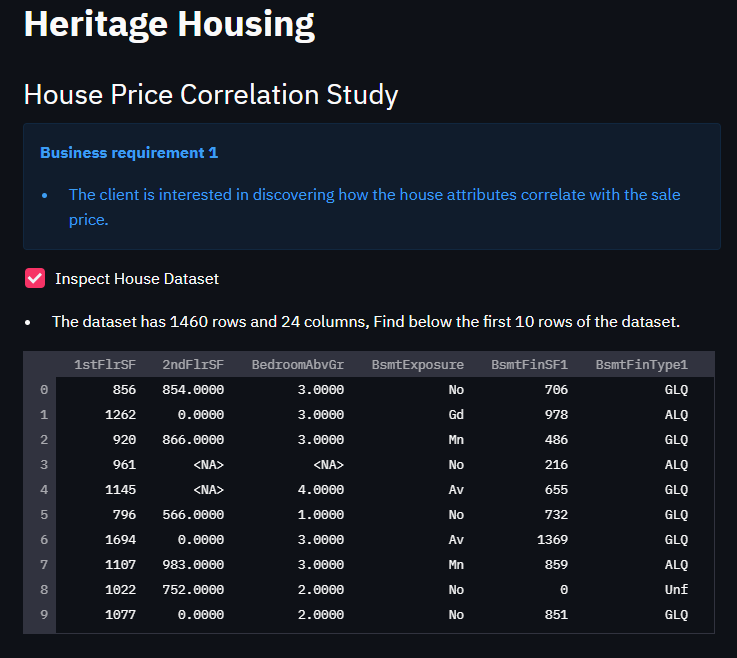 Heritage Housing
House Price Correlation Study
Business requirement 1
• The client is interested in discovering how the house attributes correlate with the sale
price.
Inspect House Dataset
• The dataset has 1460 rows and 24 columns, Find below the first 10 rows of the dataset.
1stFlrSF 2ndFlrSF BedroomAbvGr BsmtExposure BsmtFinSF1 BsmtFinType1
0 856 854.0000 3.0000 No 706 GLQ
1 1262 0.0000 3.0000 Gd 978 ALQ
2 920 866.0000 3.0000 Mn 486 GLQ
3 961 <NA> <NA> No 216 ALQ
4 1145 <NA> 4.0000 Av 655 GLQ
5 796 566.0000 1.0000 No 732 GLQ
6 1694 0.0000 3.0000 Av 1369 GLQ
7 1107 983.0000 3.0000 Mn 859 ALQ
8 1022 752.0000 2.0000 No 0 Unf
9 1077 0.0000 2.0000 No 851 GLQ